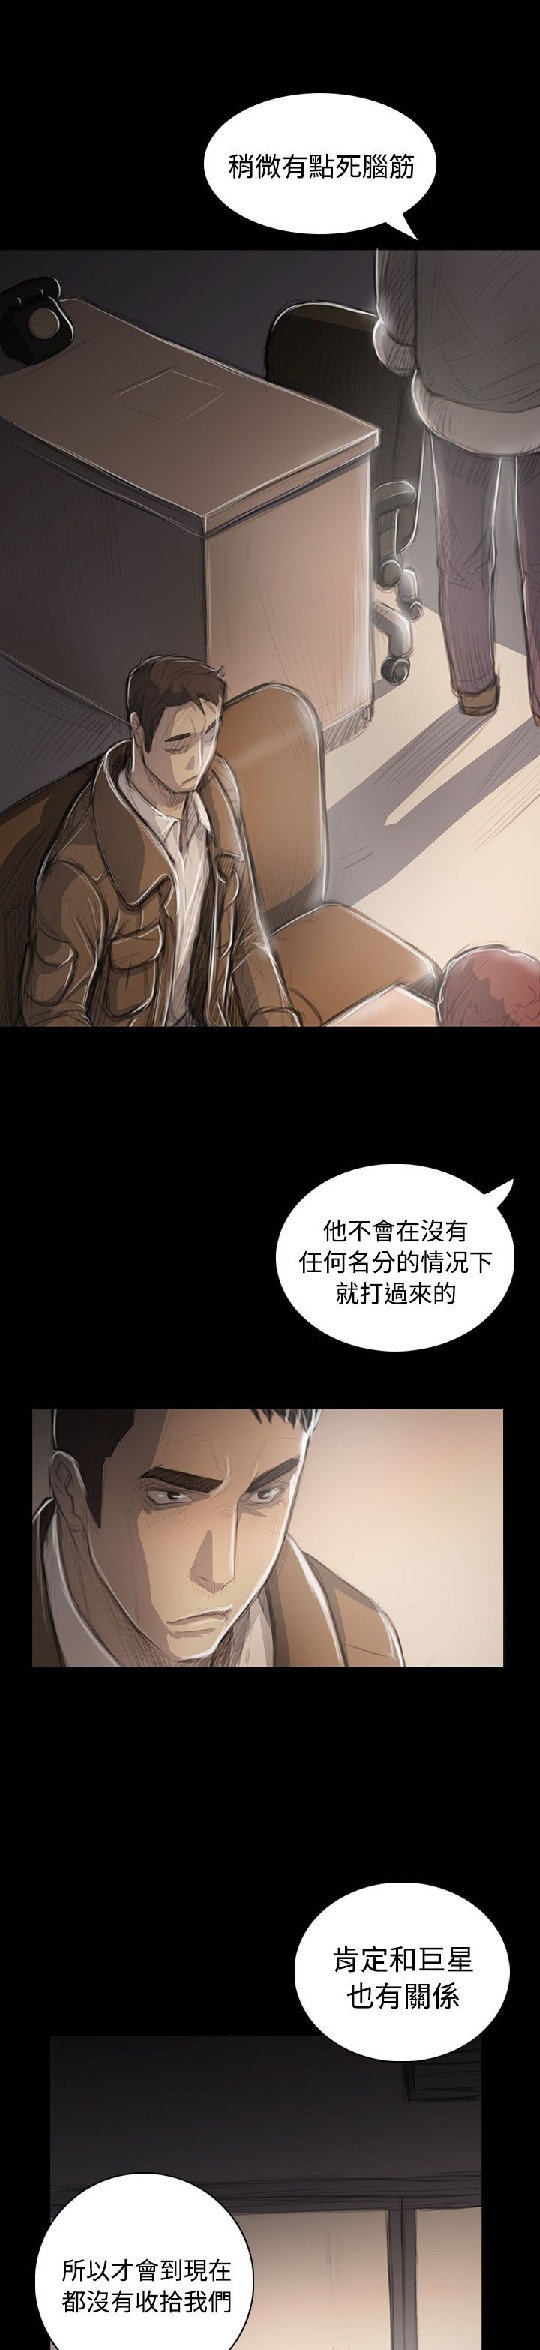 稍微有點死腦筋
他不會在沒有
任何名分的情況下
就打過來的
肯定和巨星
也有關係
所以才會到現在
都沒有收拾我們